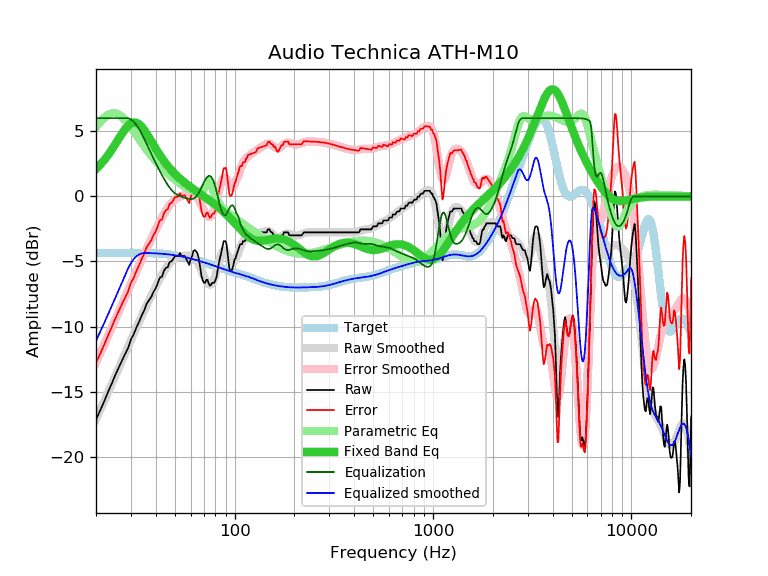 Audio Technica ATH-M10
Amplitude (dBr)
5
0
−5
−10
−15
−20
Target
Raw Smoothed
Error Smoothed
Raw
Error
Parametric Eq
Fixed Band Eq
Equalization
Equalized smoothed
100
1000
10000
Frequency (Hz)